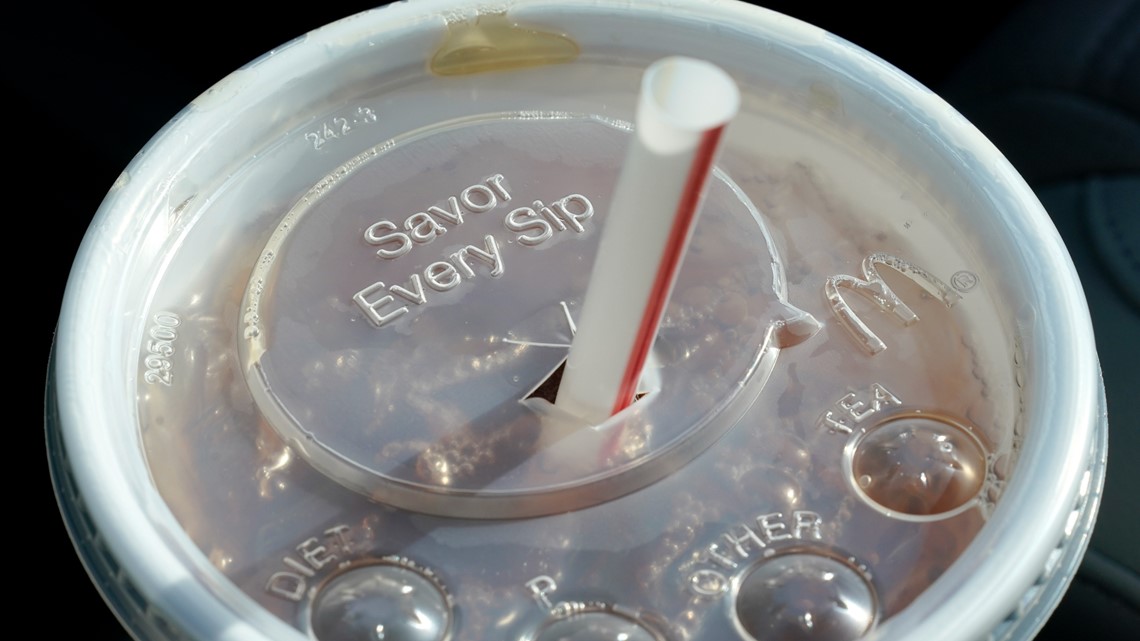 242-3
Savor
Every Sip
29500
M®
TEA
DIET
P
OTHER